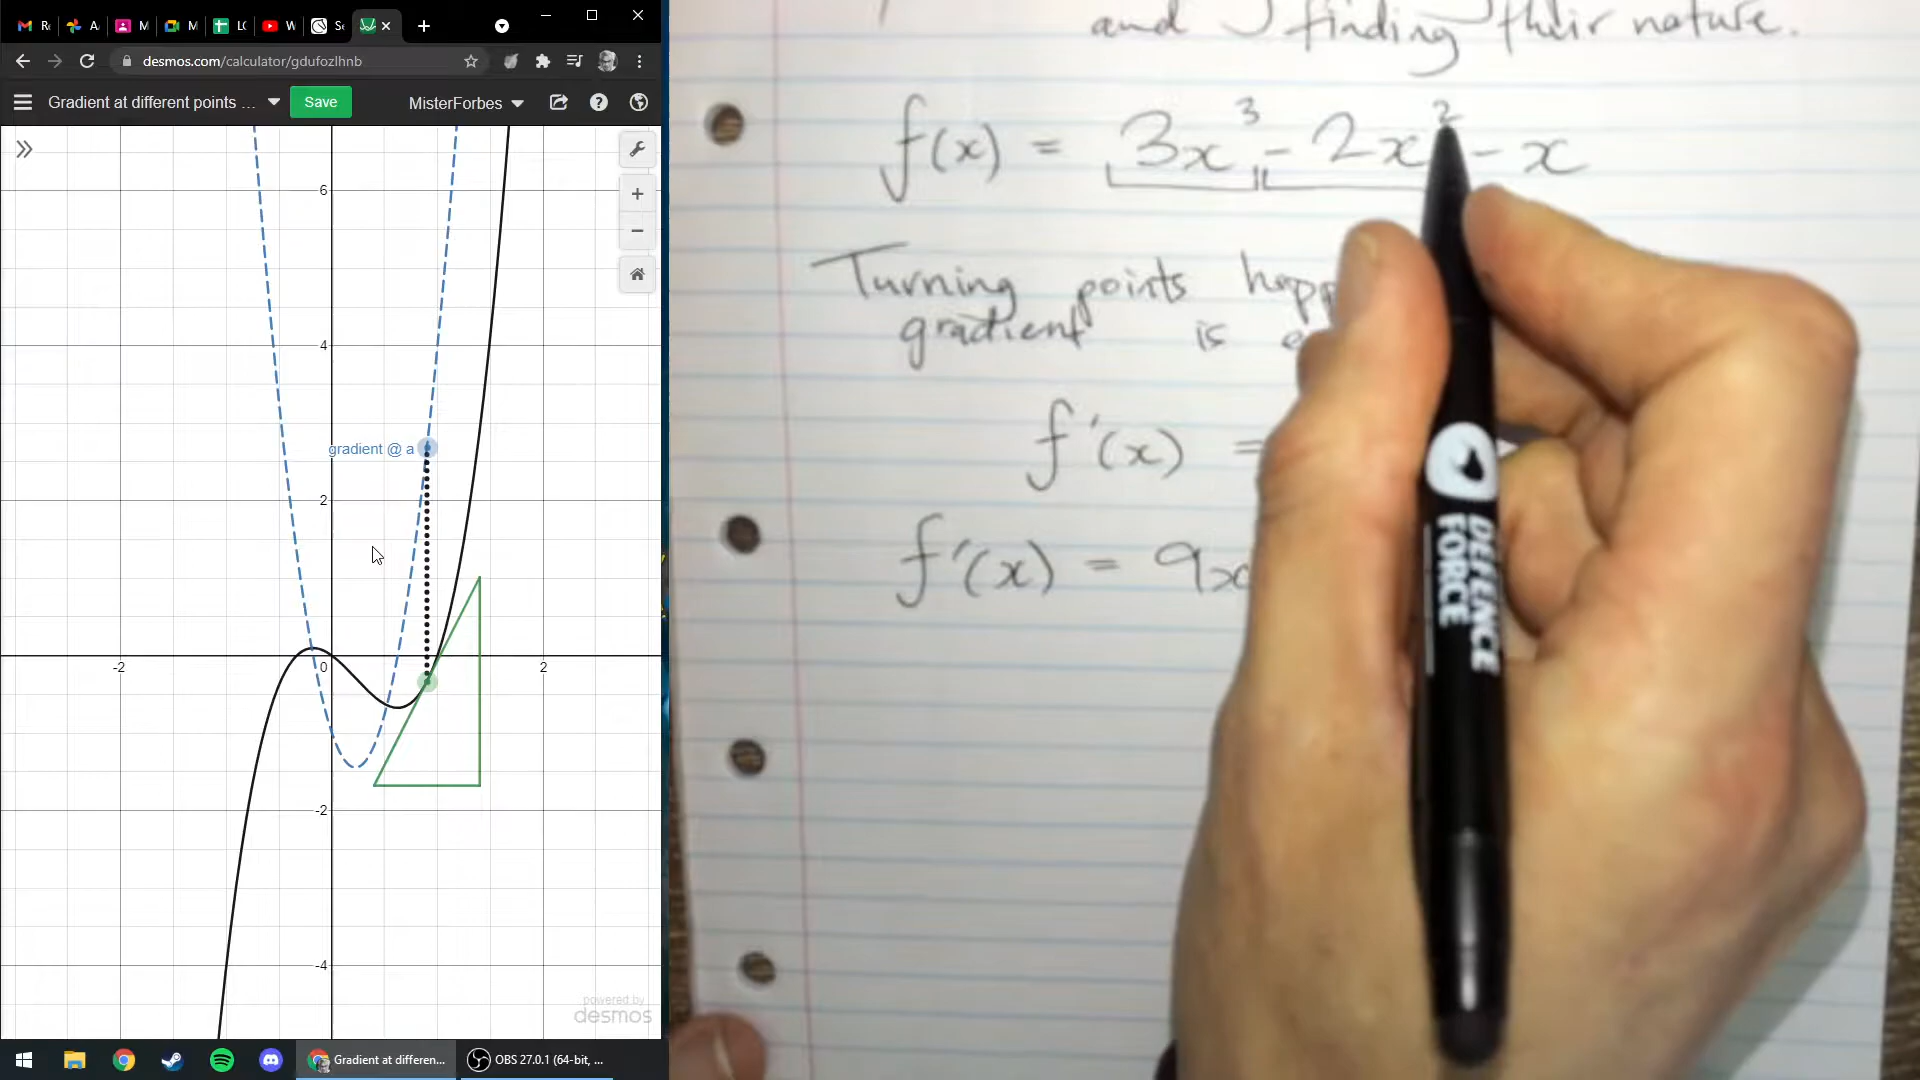 desmos.com/calculator/gdufozlhnb
Gradient at different points ...
Save
MisterForbes
6
4
gradient @ a
2
-2
0
2
-2
-4
powered by
desmos
Gradient at differen...
OBS 27.0.1 (64-bit, ...
and finding their nature.
f(x) = 3x³ - 2x² - x
Turning points
gradient is
f'(x) =
f'(x) = 9x
DEFENCE
FORCE